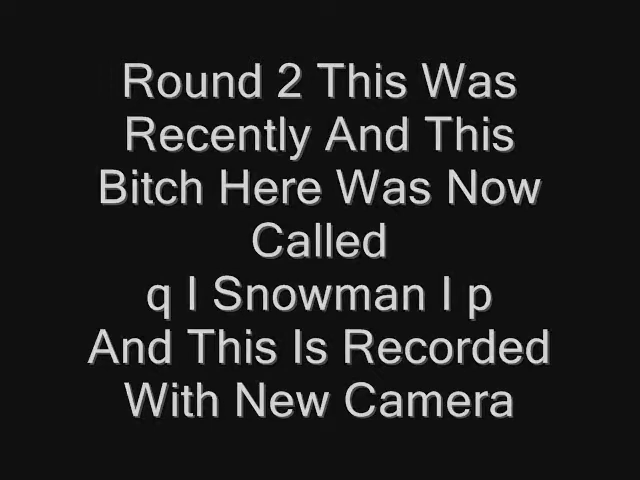 Round 2 This Was
Recently And This
Bitch Here Was Now
Called
q I Snowman I p
And This Is Recorded
With New Camera